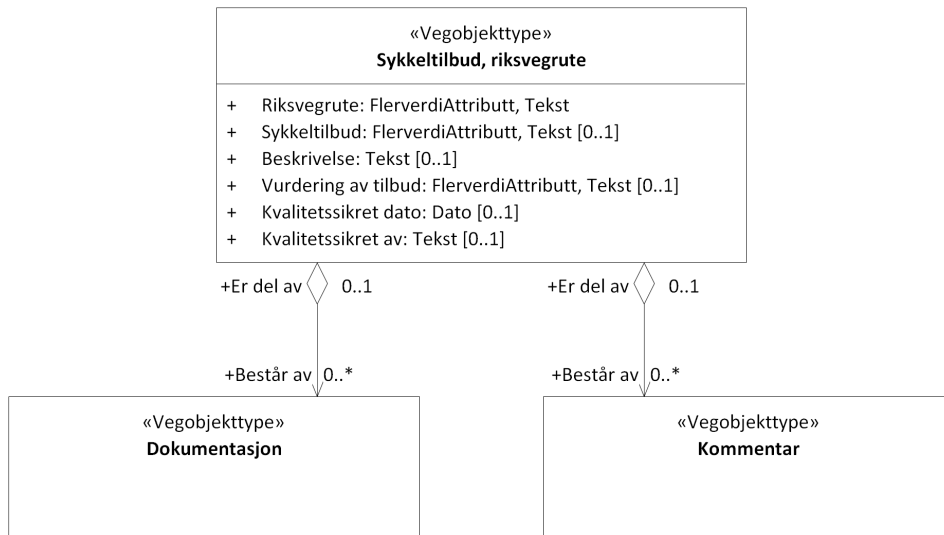 «Vegobjekttype»
Sykkeltilbud, riksvegrute
+ Riksvegrute: FlerverdiAttributt, Tekst
+ Sykkeltilbud: FlerverdiAttributt, Tekst [0..1]
+ Beskrivelse: Tekst [0..1]
+ Vurdering av tilbud: FlerverdiAttributt, Tekst [0..1]
+ Kvalitetssikret dato: Dato [0..1]
+ Kvalitetssikret av: Tekst [0..1]
+Er del av 0..1
+Er del av 0..1
+Består av 0..*
+Består av 0..*
«Vegobjekttype»
Dokumentasjon
«Vegobjekttype»
Kommentar